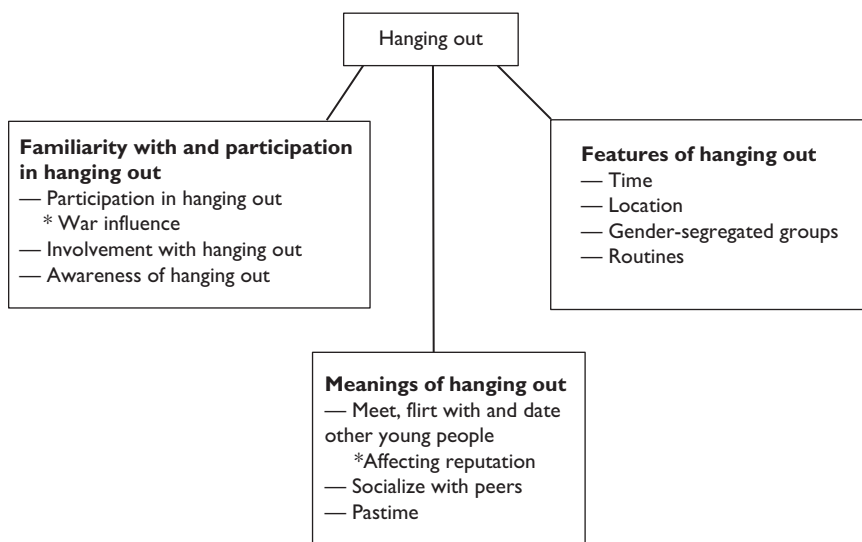 Hanging out
Familiarity with and participation
in hanging out
— Participation in hanging out
* War influence
— Involvement with hanging out
— Awareness of hanging out
Features of hanging out
— Time
— Location
— Gender-segregated groups
— Routines
Meanings of hanging out
— Meet, flirt with and date
other young people
*Affecting reputation
— Socialize with peers
— Pastime